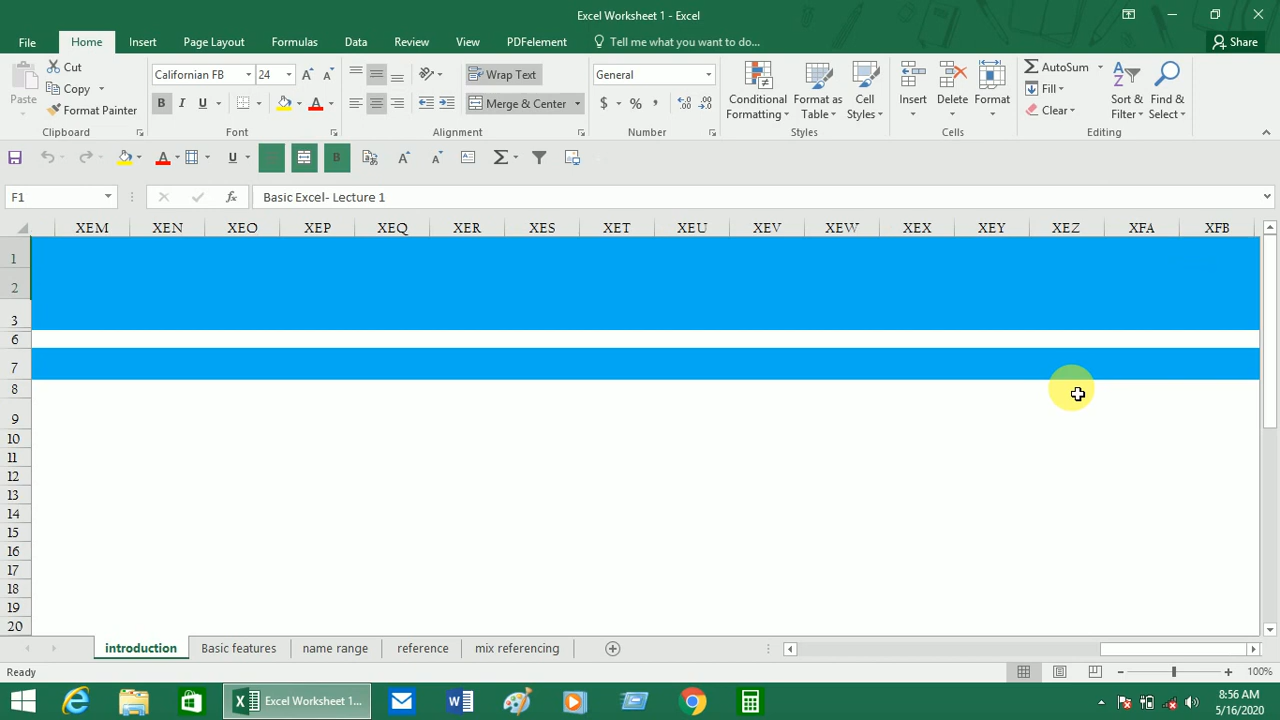 Excel Worksheet 1 - Excel
File Home Insert Page Layout Formulas Data Review View PDFelement Tell me what you want to do... Share
Paste
Cut
Copy
Format Painter
Clipboard
Californian FB 24
B I U
Font
Wrap Text
Merge & Center
Alignment
General
$ % ,
Number
Conditional Formatting
Format as Table
Cell Styles
Styles
Insert
Delete
Format
Cells
AutoSum
Fill
Clear
Sort & Filter
Find & Select
Editing
F1 fx Basic Excel- Lecture 1
XEM XEN XEO XEP XEQ XER XES XET XEU XEV XEW XEX XEY XEZ XFA XFB
1
2
3
6
7
8
9
10
11
12
13
14
15
16
17
18
19
20
introduction Basic features name range reference mix referencing
Ready 100%
Excel Worksheet 1...
8:56 AM
5/16/2020